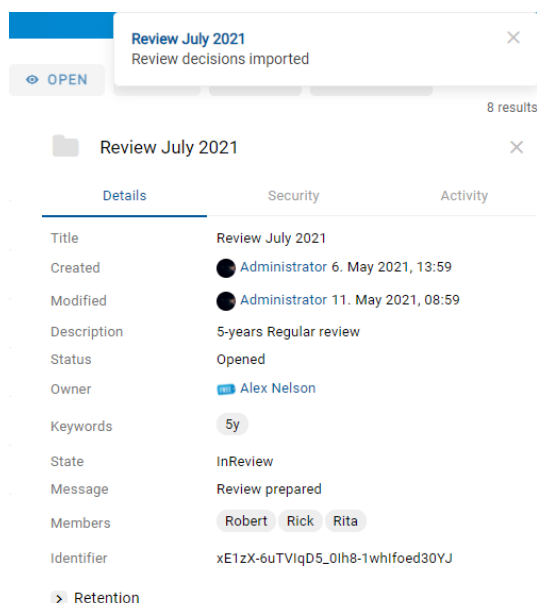 Review July 2021
Review decisions imported
OPEN
8 results
Review July 2021
Details Security Activity
Title Review July 2021
Created Administrator 6. May 2021, 13:59
Modified Administrator 11. May 2021, 08:59
Description 5-years Regular review
Status Opened
Owner Alex Nelson
Keywords 5y
State InReview
Message Review prepared
Members Robert Rick Rita
Identifier xE1zX-6uTVIqD5_0Ih8-1whIfoed30YJ
Retention